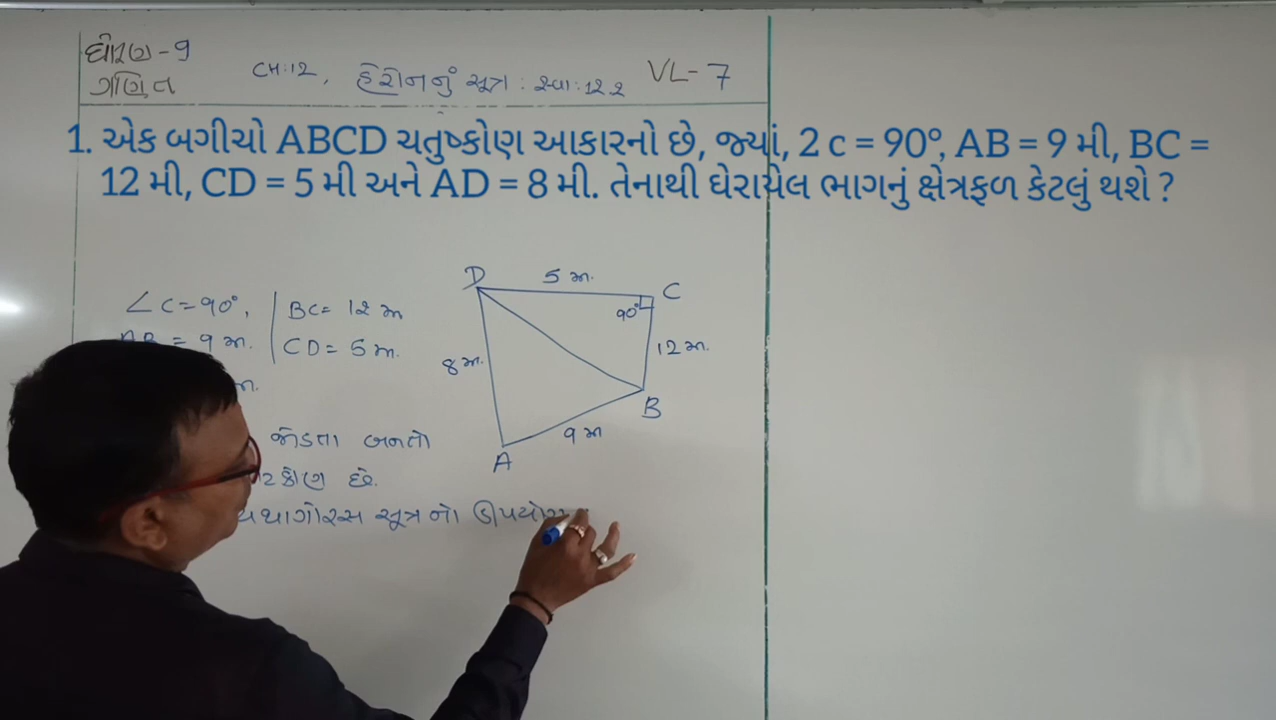 ધોરણ-9
ગણિત
CH:12, હેરોનનું સૂત્ર: સ્વા:12.2 VL-7
1. એક બગીચો ABCD ચતુષ્કોણ આકારનો છે, જ્યાં, 2 c = 90°, AB = 9 મી, BC =
12 મી, CD = 5 મી અને AD = 8 મી. તેનાથી ઘેરાયેલ ભાગનું ક્ષેત્રફળ કેટલું થશે ?
∠C=90°, BC= 12 મી
= 9 મી. CD= 5 મી.
મી.
જોડતા બનતો
છે.
પાયથાગોરસ સૂત્ર નો ઉપયોગ
D 5 મી. C
90°
8 મી. 12 મી.
B
9 મી
A